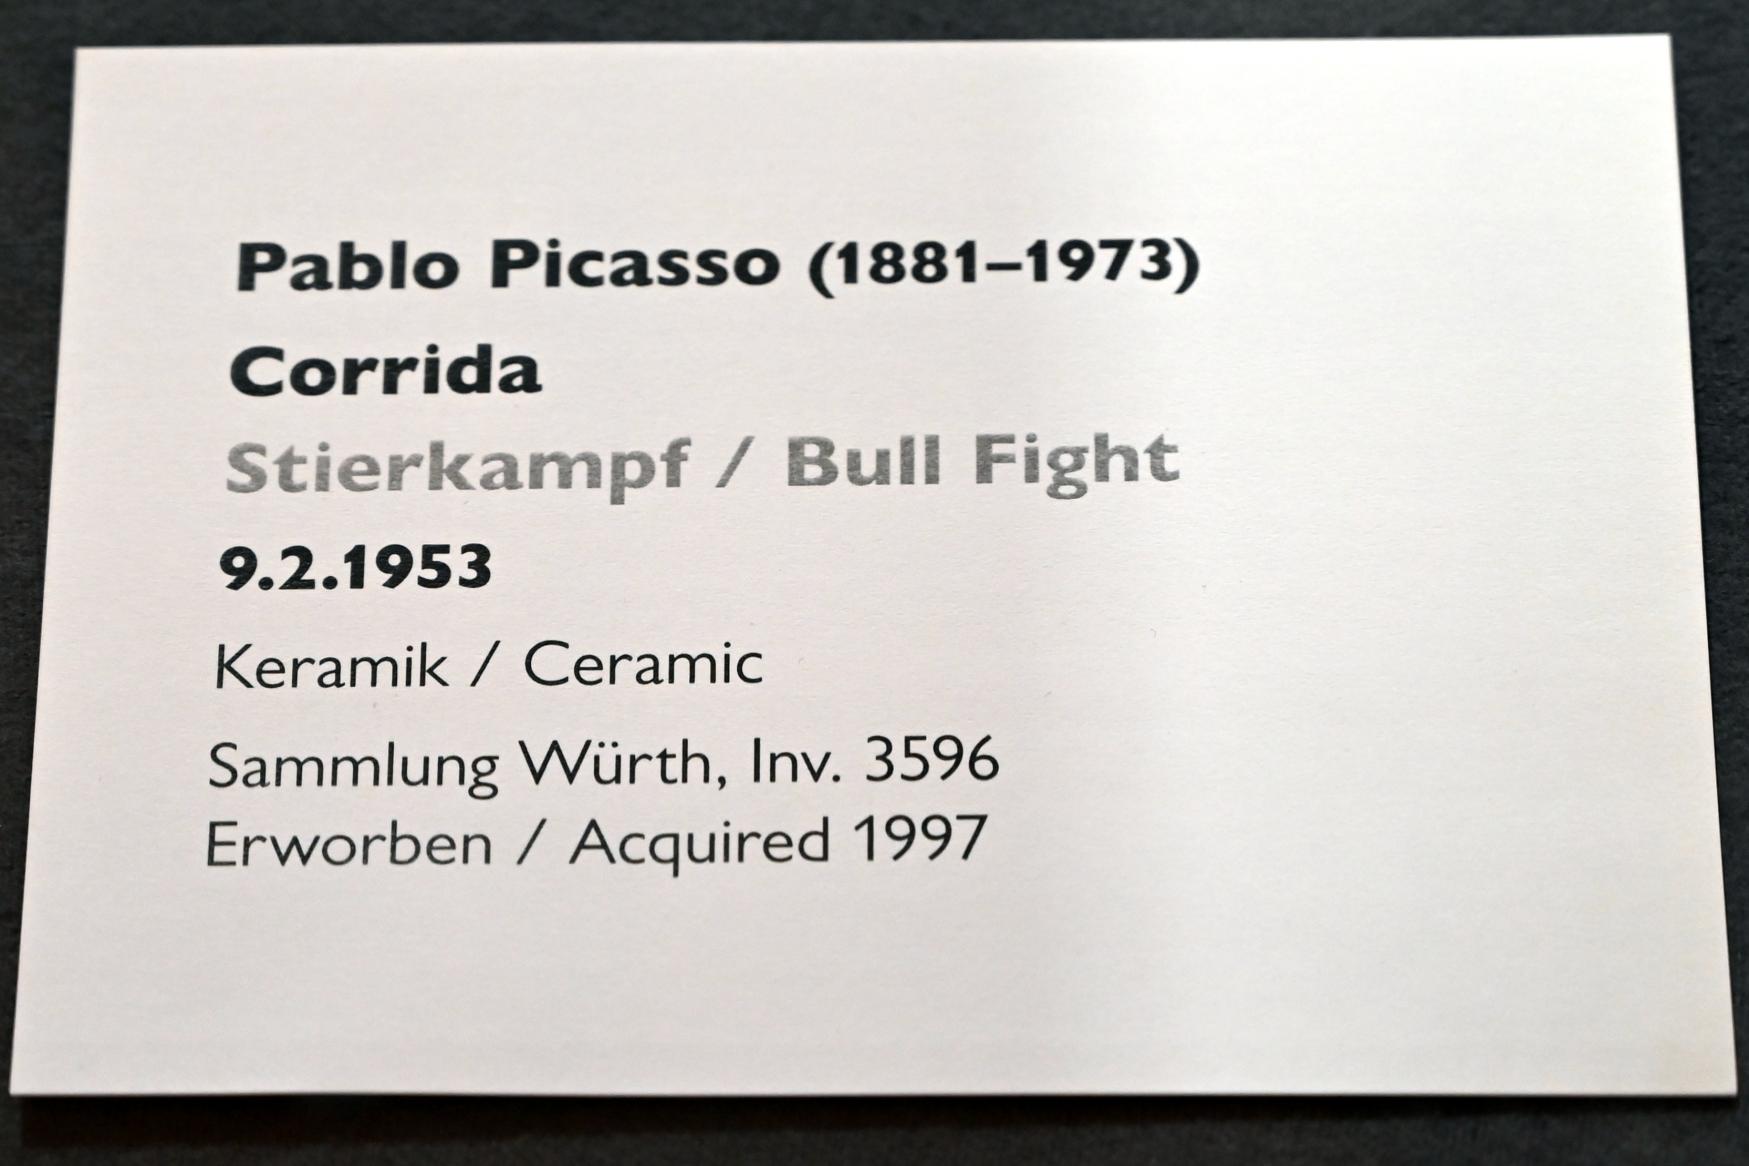 Pablo Picasso (1881–1973)
Corrida
Stierkampf / Bull Fight
9.2.1953
Keramik / Ceramic
Sammlung Würth, Inv. 3596
Erworben / Acquired 1997